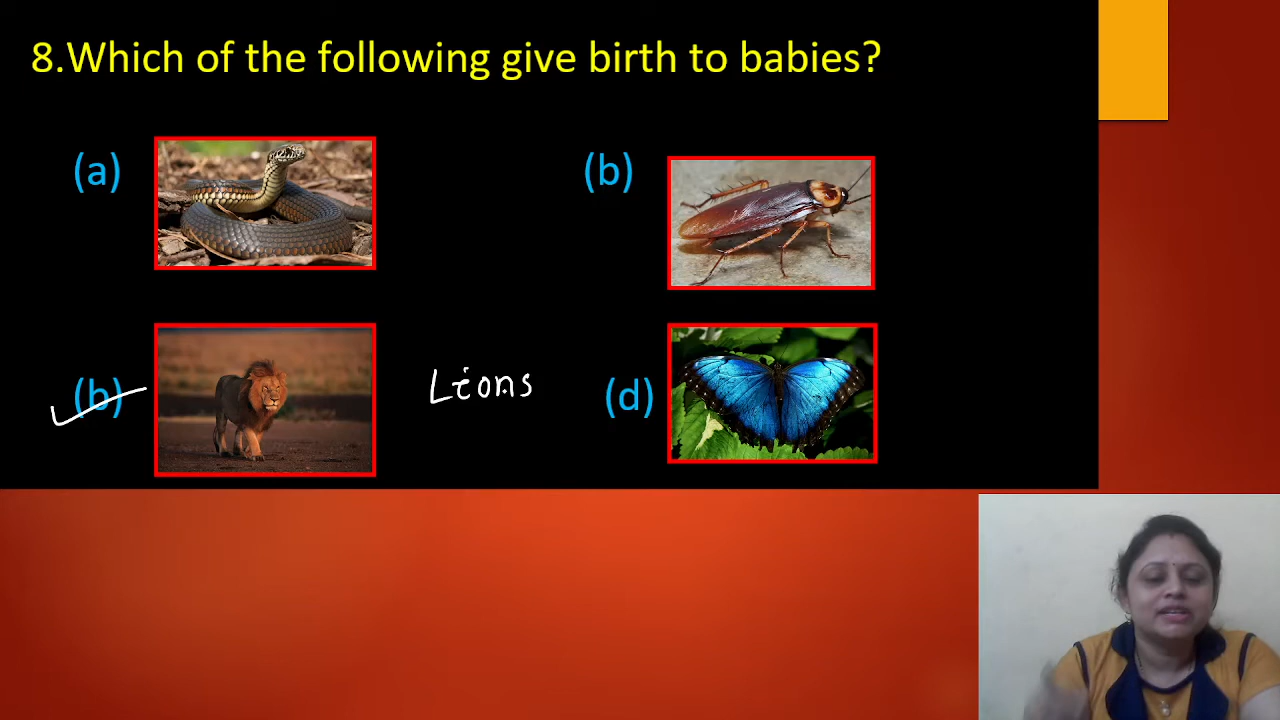 8.Which of the following give birth to babies?
(a)
(b)
(b)
Lions
(d)